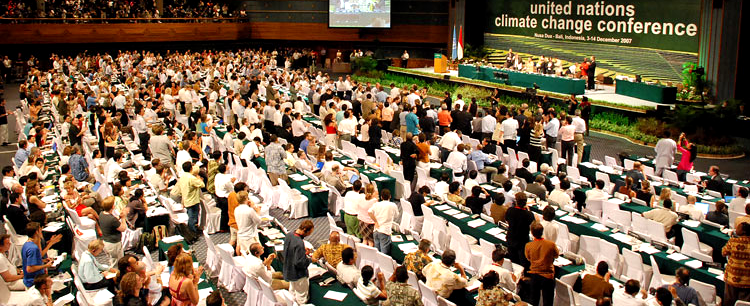 united nations
climate change conference
Nusa Dua - Bali, Indonesia, 3-14 December 2007